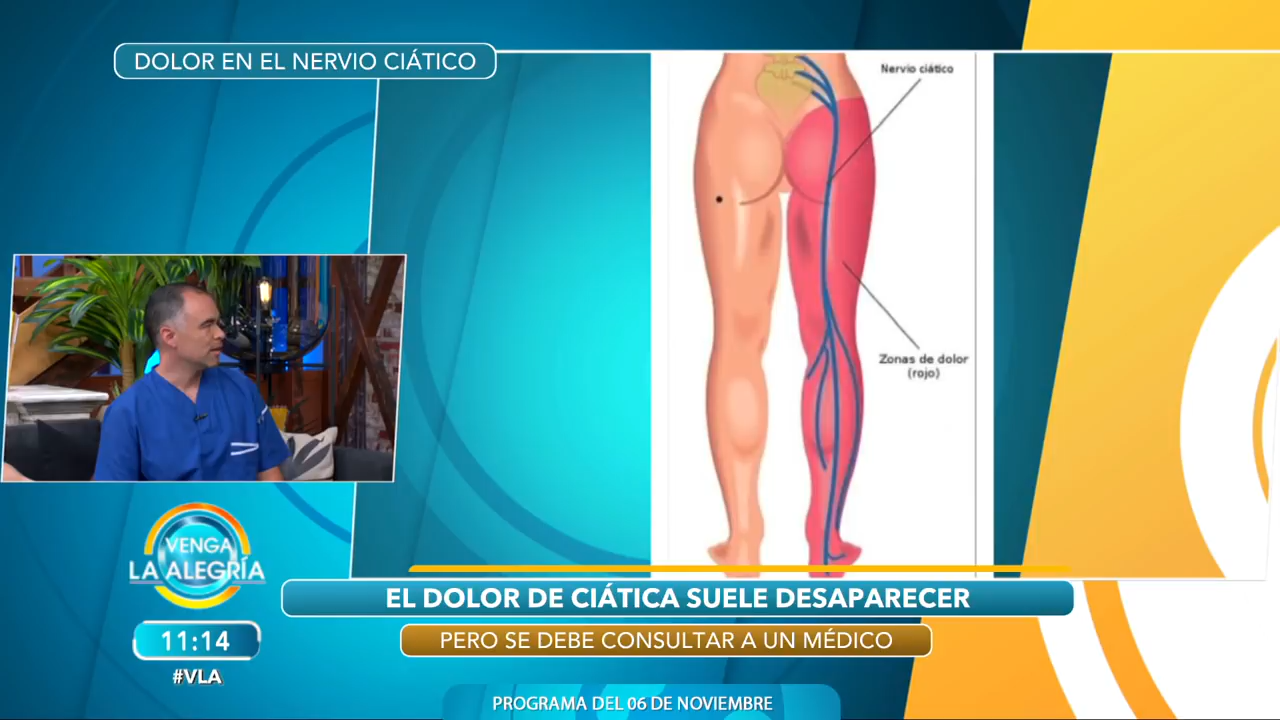 DOLOR EN EL NERVIO CIÁTICO
Nervio ciático
Zonas de dolor
(rojo)
VENGA
LA ALEGRÍA
EL DOLOR DE CIÁTICA SUELE DESAPARECER
PERO SE DEBE CONSULTAR A UN MÉDICO
11:14
#VLA
PROGRAMA DEL 06 DE NOVIEMBRE